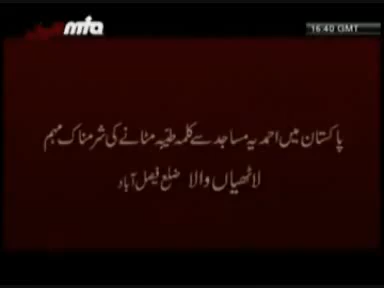 mta
16:40 GMT
پاکستان میں احمدیہ مساجد سے کلمہ طیبہ مٹانے کی شرمناک مہم
لاٹھیاں والا ضلع فیصل آباد